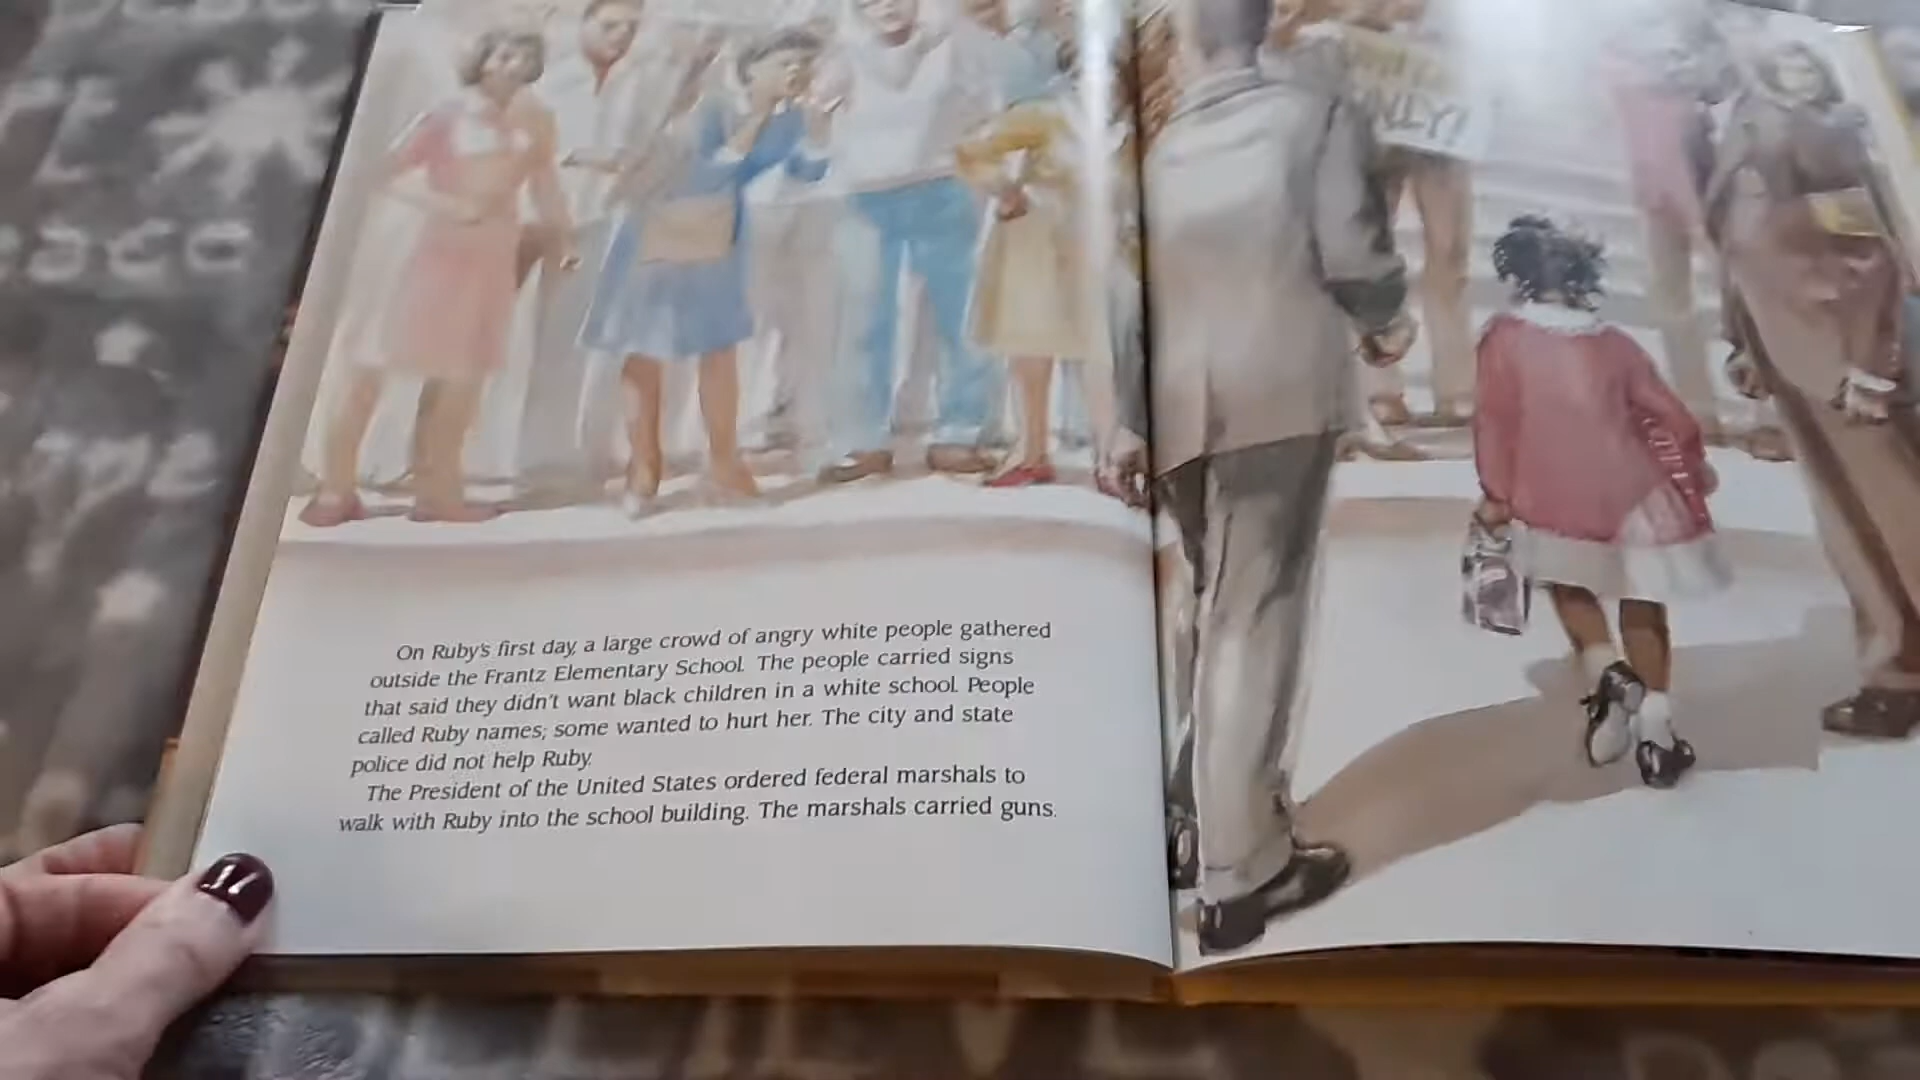 On Ruby's first day, a large crowd of angry white people gathered
outside the Frantz Elementary School. The people carried signs
that said they didn't want black children in a white school. People
called Ruby names; some wanted to hurt her. The city and state
police did not help Ruby.
The President of the United States ordered federal marshals to
walk with Ruby into the school building. The marshals carried guns.